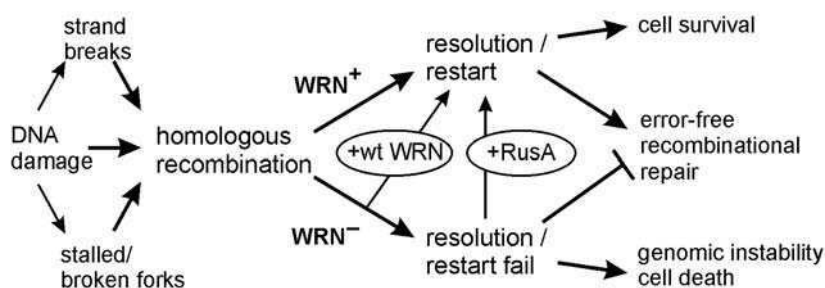 strand
breaks
DNA
damage
stalled/
broken forks
homologous
recombination
WRN+
WRN–
+wt WRN
+RusA
resolution /
restart
resolution /
restart fail
cell survival
error-free
recombinational
repair
genomic instability
cell death